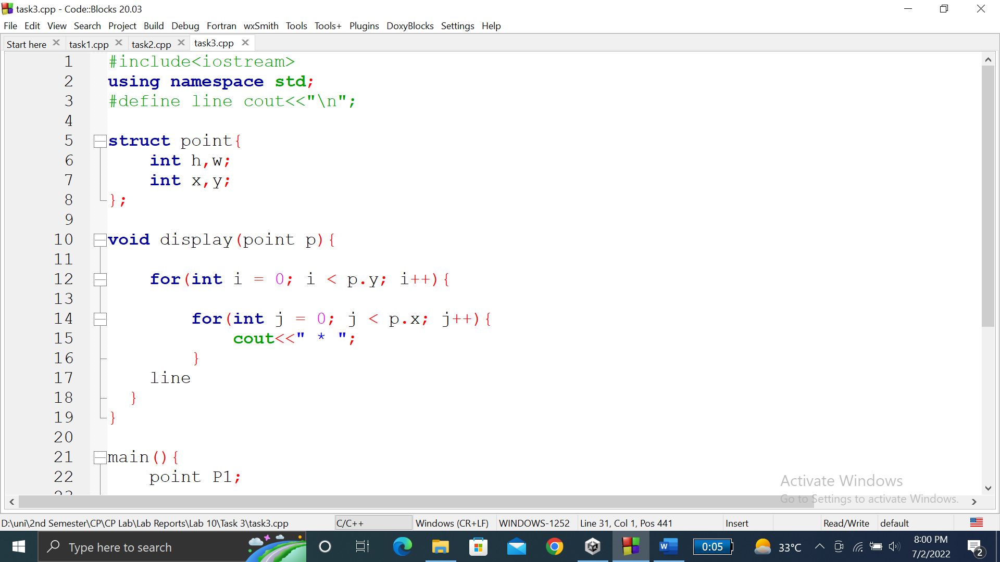 task3.cpp - Code::Blocks 20.03
File Edit View Search Project Build Debug Fortran wxSmith Tools Tools+ Plugins DoxyBlocks Settings Help
Start here task1.cpp task2.cpp task3.cpp
1 #include<iostream>
2 using namespace std;
3 #define line cout<<"\n";
4
5 struct point{
6 int h,w;
7 int x,y;
8 };
9
10 void display(point p){
11
12 for(int i = 0; i < p.y; i++){
13
14 for(int j = 0; j < p.x; j++){
15 cout<<" * ";
16 }
17 line
18 }
19 }
20
21 main(){
22 point P1;
Activate Windows
Go to Settings to activate Windows.
D:\uni\2nd Semester\CP\CP Lab\Lab Reports\Lab 10\Task 3\task3.cpp C/C++ Windows (CR+LF) WINDOWS-1252 Line 31, Col 1, Pos 441 Insert Read/Write default
Type here to search W 0:05 33°C 8:00 PM
7/2/2022 2